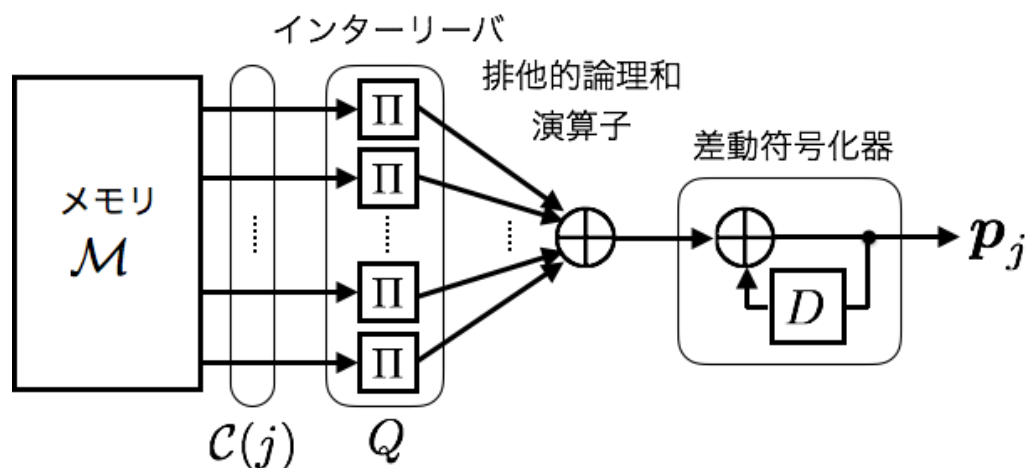 インターリーバ
排他的論理和
演算子
差動符号化器
メモリ
M
Π
Π
Π
Π
D
p_j
C(j)
Q